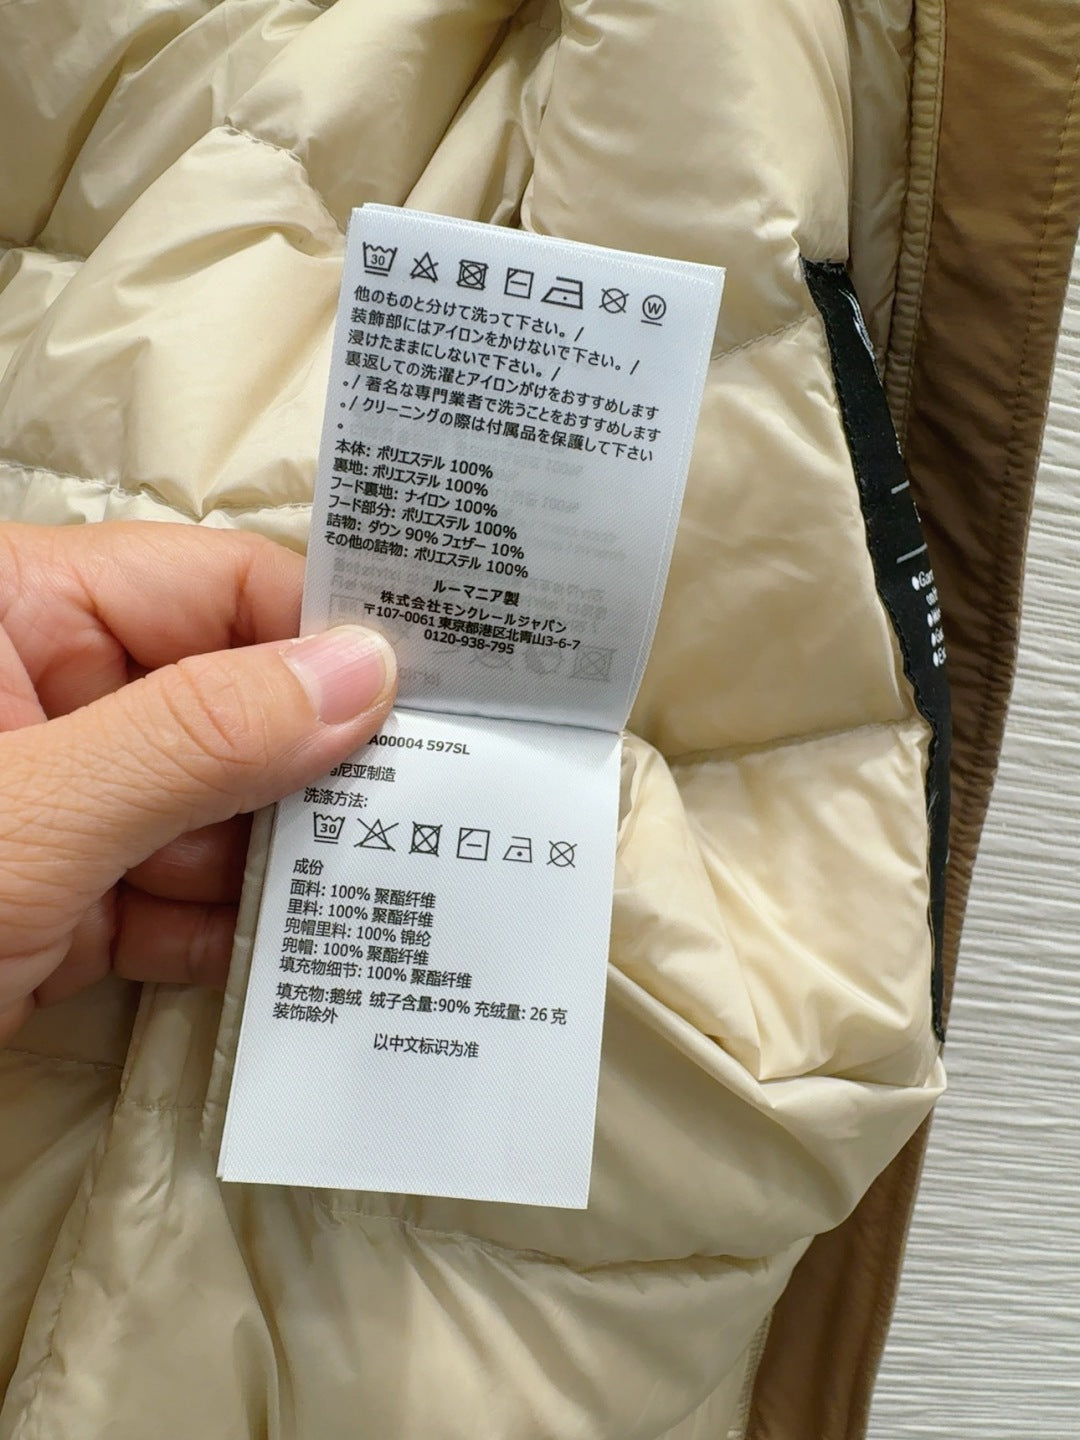 30
W
他のものと分けて洗って下さい。/
装飾部にはアイロンをかけないで下さい。/
浸けたままにしないで下さい。/
裏返しての洗濯とアイロンがけをおすすめします
。/ 著名な専門業者で洗うことをおすすめします
。/ クリーニングの際は付属品を保護して下さい
。
本体: ポリエステル 100%
裏地: ポリエステル 100%
フード裏地: ナイロン 100%
フード部分: ポリエステル 100%
詰物: ダウン 90% フェザー 10%
その他の詰物: ポリエステル 100%
ルーマニア製
株式会社モンクレールジャパン
〒107-0061 東京都港区北青山3-6-7
0120-938-795
A00004 597SL
尼亚制造
洗涤方法:
30
成份
面料: 100% 聚酯纤维
里料: 100% 聚酯纤维
兜帽里料: 100% 锦纶
兜帽: 100% 聚酯纤维
填充物细节: 100% 聚酯纤维
填充物:鹅绒 绒子含量:90% 充绒量: 26 克
装饰除外
以中文标识为准